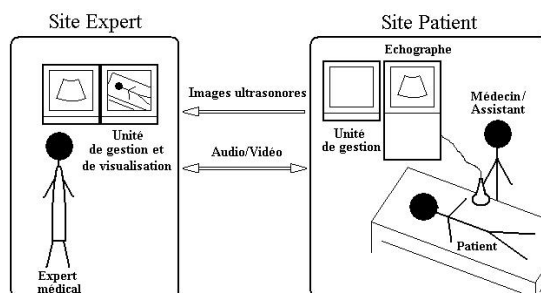 Site Expert
Site Patient
Echographe
Images ultrasonores
Médecin/
Assistant
Unité
de gestion et
de visualisation
Unité
de gestion
Audio/Vidéo
Patient
Expert
médical